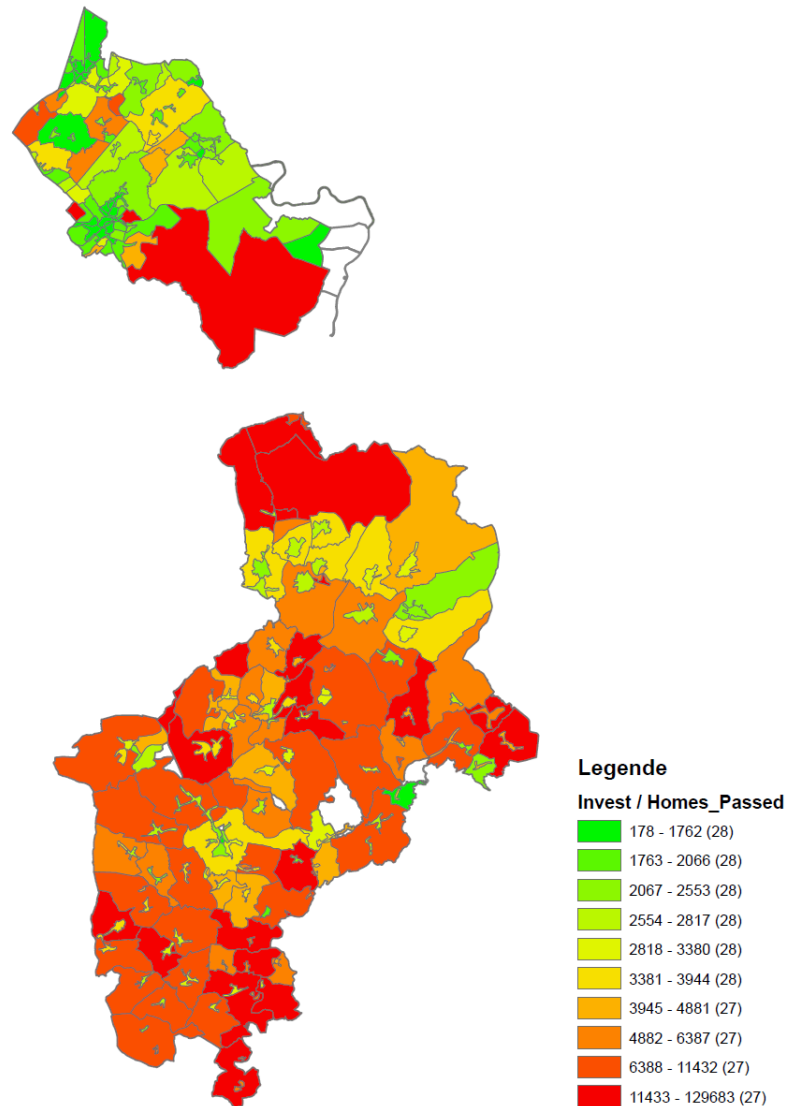 Legende
Invest / Homes_Passed
178 - 1762 (28)
1763 - 2066 (28)
2067 - 2553 (28)
2554 - 2817 (28)
2818 - 3380 (28)
3381 - 3944 (28)
3945 - 4881 (27)
4882 - 6387 (27)
6388 - 11432 (27)
11433 - 129683 (27)